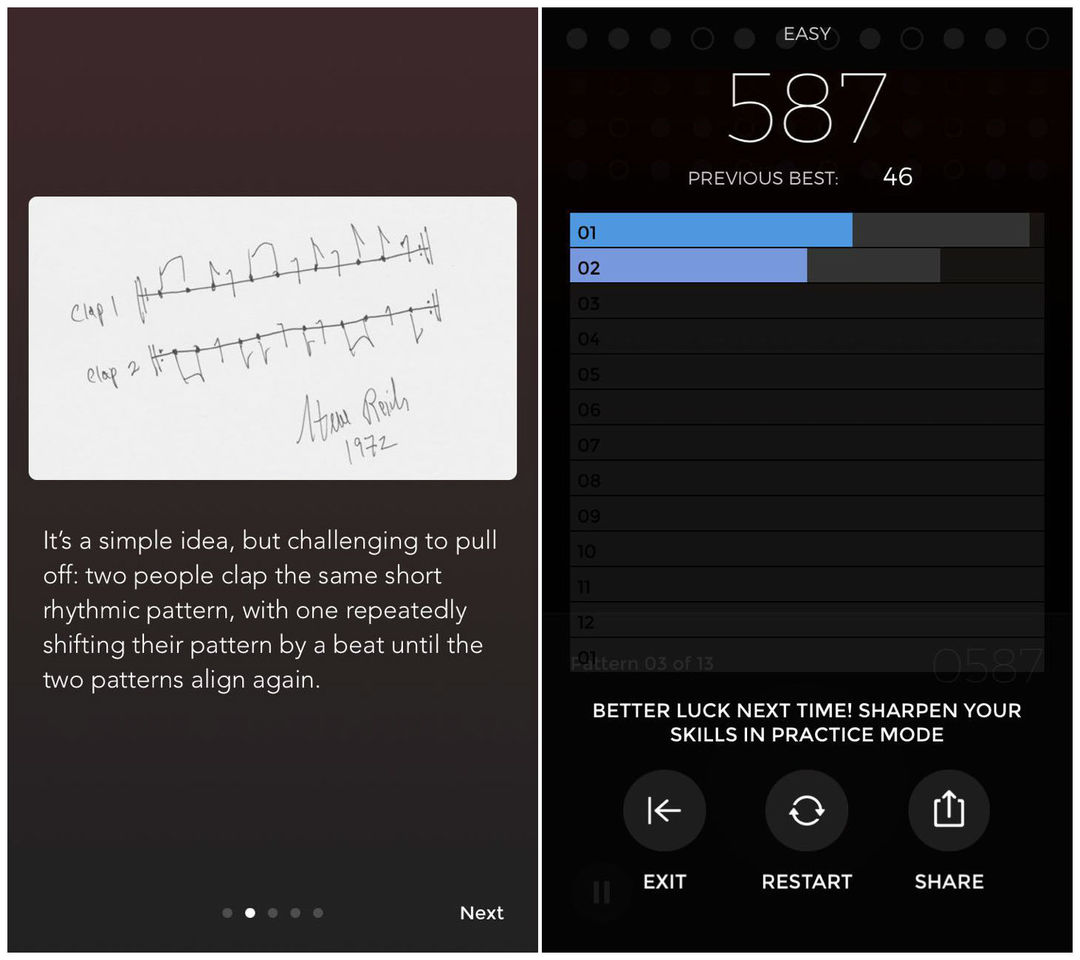 Clap 1
Clap 2
Steve Reich
1972
It's a simple idea, but challenging to pull
off: two people clap the same short
rhythmic pattern, with one repeatedly
shifting their pattern by a beat until the
two patterns align again.
Next
EASY
587
PREVIOUS BEST: 46
01
02
03
04
05
06
07
08
09
10
11
12
01
Pattern 03 of 13 0587
BETTER LUCK NEXT TIME! SHARPEN YOUR
SKILLS IN PRACTICE MODE
EXIT RESTART SHARE